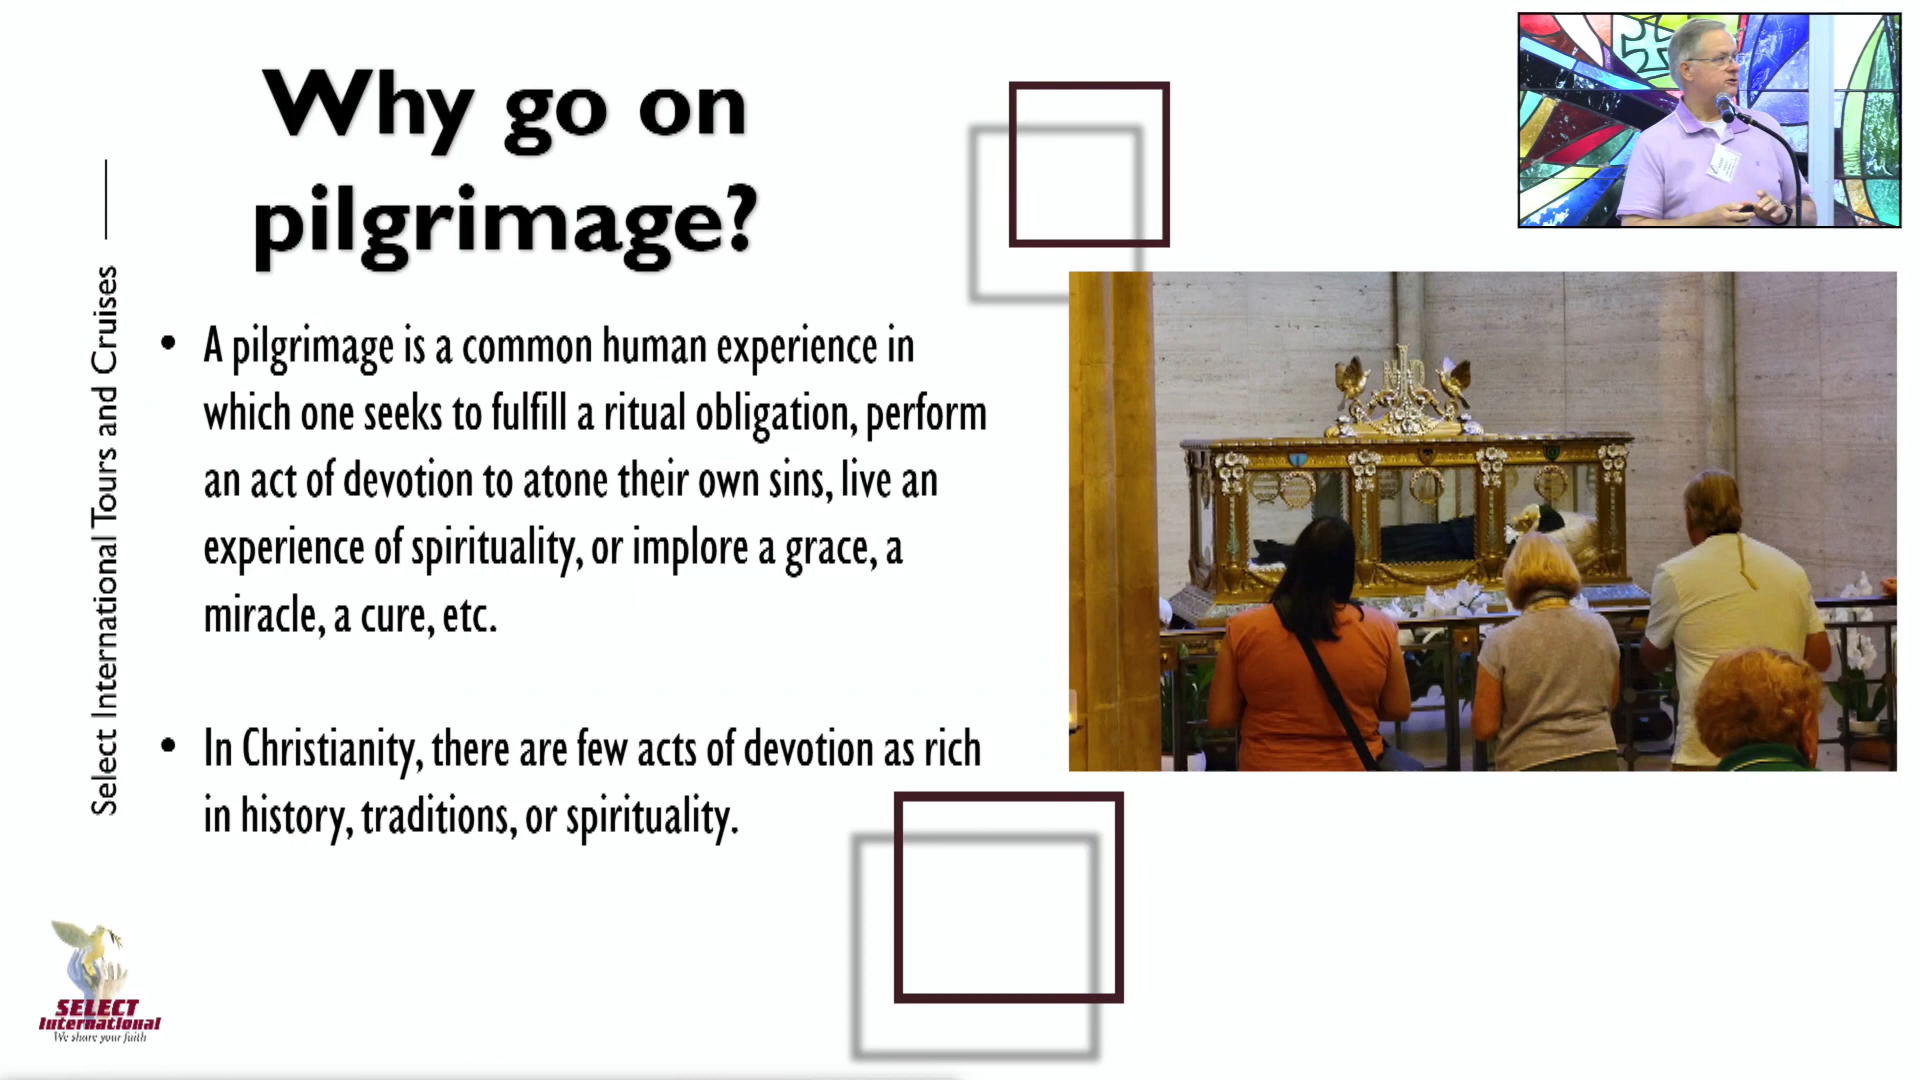 Why go on
pilgrimage?
Select International Tours and Cruises
• A pilgrimage is a common human experience in
which one seeks to fulfill a ritual obligation, perform
an act of devotion to atone their own sins, live an
experience of spirituality, or implore a grace, a
miracle, a cure, etc.
• In Christianity, there are few acts of devotion as rich
in history, traditions, or spirituality.
SELECT
International
We share your faith